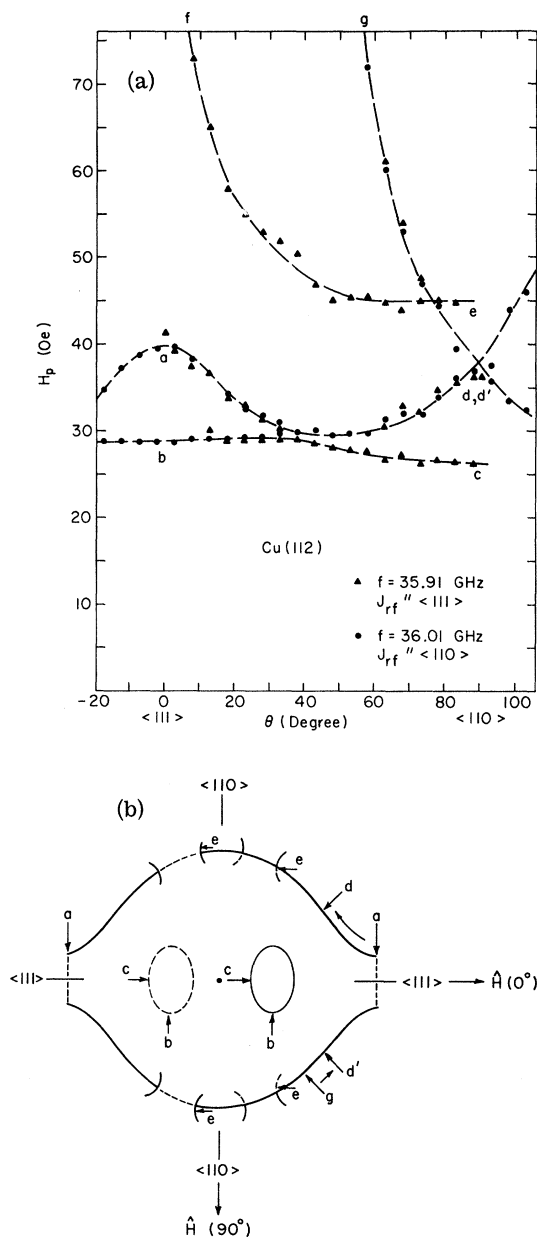 f g
(a)
70
60
50
40
30
20
10
H_p (Oe)
a
b
e
d,d'
c
Cu (112)
▲ f = 35.91 GHz
J_rf " <111>
● f = 36.01 GHz
J_rf " <110>
-20 0 20 40 60 80 100
<111> θ (Degree) <110>
(b)
<110>
e
e
d
a
a
<111>
c
c
<111>
Ĥ(0°)
b
b
d'
e
e
g
<110>
Ĥ (90°)